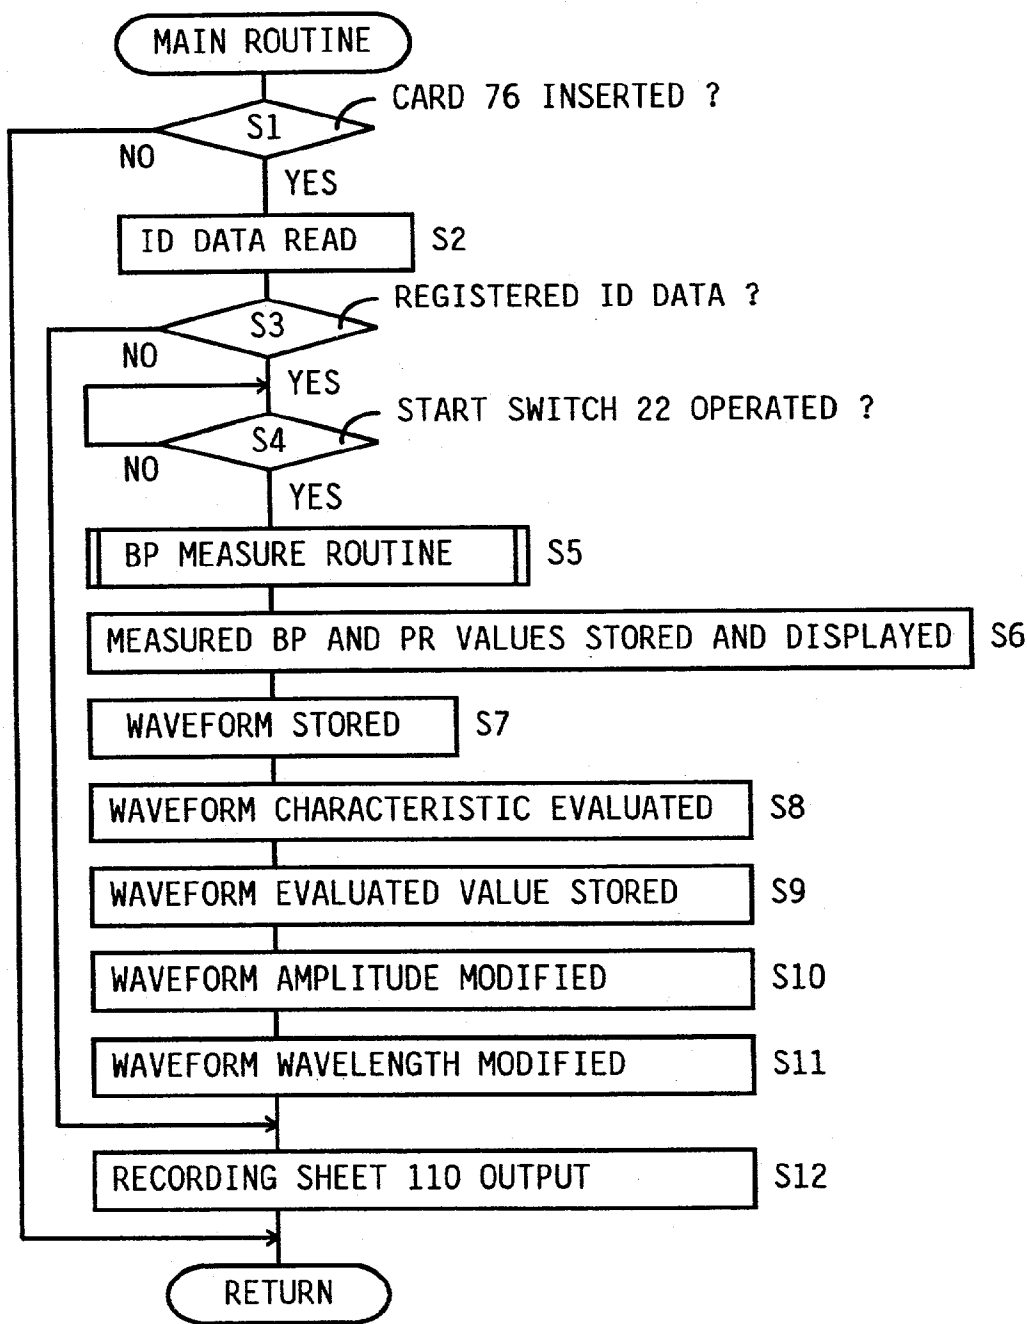 MAIN ROUTINE
CARD 76 INSERTED ?
S1
NO
YES
ID DATA READ S2
REGISTERED ID DATA ?
S3
NO
YES
START SWITCH 22 OPERATED ?
S4
NO
YES
BP MEASURE ROUTINE S5
MEASURED BP AND PR VALUES STORED AND DISPLAYED S6
WAVEFORM STORED S7
WAVEFORM CHARACTERISTIC EVALUATED S8
WAVEFORM EVALUATED VALUE STORED S9
WAVEFORM AMPLITUDE MODIFIED S10
WAVEFORM WAVELENGTH MODIFIED S11
RECORDING SHEET 110 OUTPUT S12
RETURN